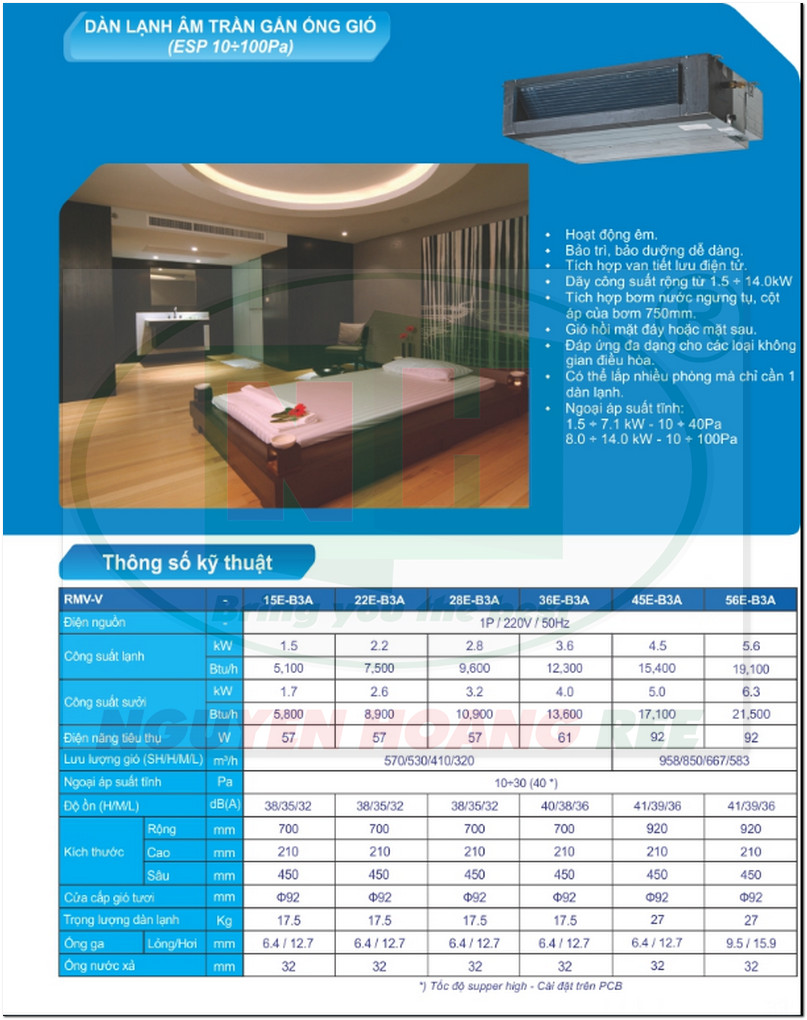 DÀN LẠNH ÂM TRẦN GẮN ỐNG GIÓ
(ESP 10÷100Pa)
• Hoạt động êm.
• Bảo trì, bảo dưỡng dễ dàng.
• Tích hợp van tiết lưu điện tử.
• Dãy công suất rộng từ 1.5 ÷ 14.0kW
• Tích hợp bơm nước ngưng tụ, cột
áp của bơm 750mm.
• Gió hồi mặt đáy hoặc mặt sau.
• Đáp ứng đa dạng cho các loại không
gian điều hòa.
• Có thể lắp nhiều phòng mà chỉ cần 1
dàn lạnh.
• Ngoại áp suất tĩnh:
1.5 ÷ 7.1 kW - 10 ÷ 40Pa
8.0 ÷ 14.0 kW - 10 ÷ 100Pa
NH
R
Thông số kỹ thuật
RMV-V - 15E-B3A 22E-B3A 28E-B3A 36E-B3A 45E-B3A 56E-B3A
Bring you the best
Điện nguồn - 1P / 220V / 50Hz
Công suất lạnh kW 1.5 2.2 2.8 3.6 4.5 5.6
Btu/h 5,100 7,500 9,600 12,300 15,400 19,100
Công suất sưởi kW 1.7 2.6 3.2 4.0 5.0 6.3
Btu/h 5,800 8,900 10,900 13,600 17,100 21,500
NGUYEN HOANG REE
Điện năng tiêu thụ W 57 57 57 61 92 92
Lưu lượng gió (SH/H/M/L) m³/h 570/530/410/320 958/850/667/583
Ngoại áp suất tĩnh Pa 10÷30 (40 *)
Độ ồn (H/M/L) dB(A) 38/35/32 38/35/32 38/35/32 40/38/36 41/39/36 41/39/36
Kích thước Rộng mm 700 700 700 700 920 920
Cao mm 210 210 210 210 210 210
Sâu mm 450 450 450 450 450 450
Cửa cấp gió tươi mm Φ92 Φ92 Φ92 Φ92 Φ92 Φ92
Trọng lượng dàn lạnh Kg 17.5 17.5 17.5 17.5 27 27
Ống ga Lỏng/Hơi mm 6.4 / 12.7 6.4 / 12.7 6.4 / 12.7 6.4 / 12.7 6.4 / 12.7 9.5 / 15.9
Ống nước xả mm 32 32 32 32 32 32
*) Tốc độ supper high - Cài đặt trên PCB